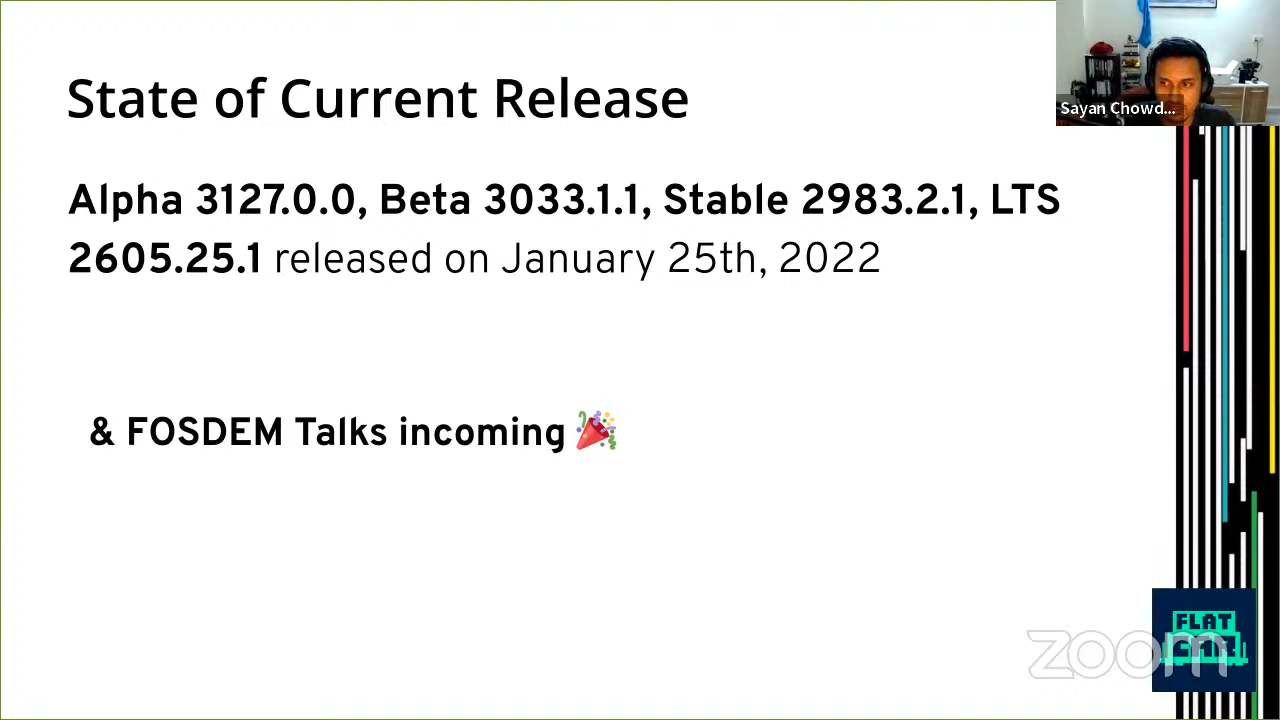 State of Current Release
Sayan Chowd...
Alpha 3127.0.0, Beta 3033.1.1, Stable 2983.2.1, LTS
2605.25.1 released on January 25th, 2022
& FOSDEM Talks incoming 🎉
FLAT
CAR
zoom